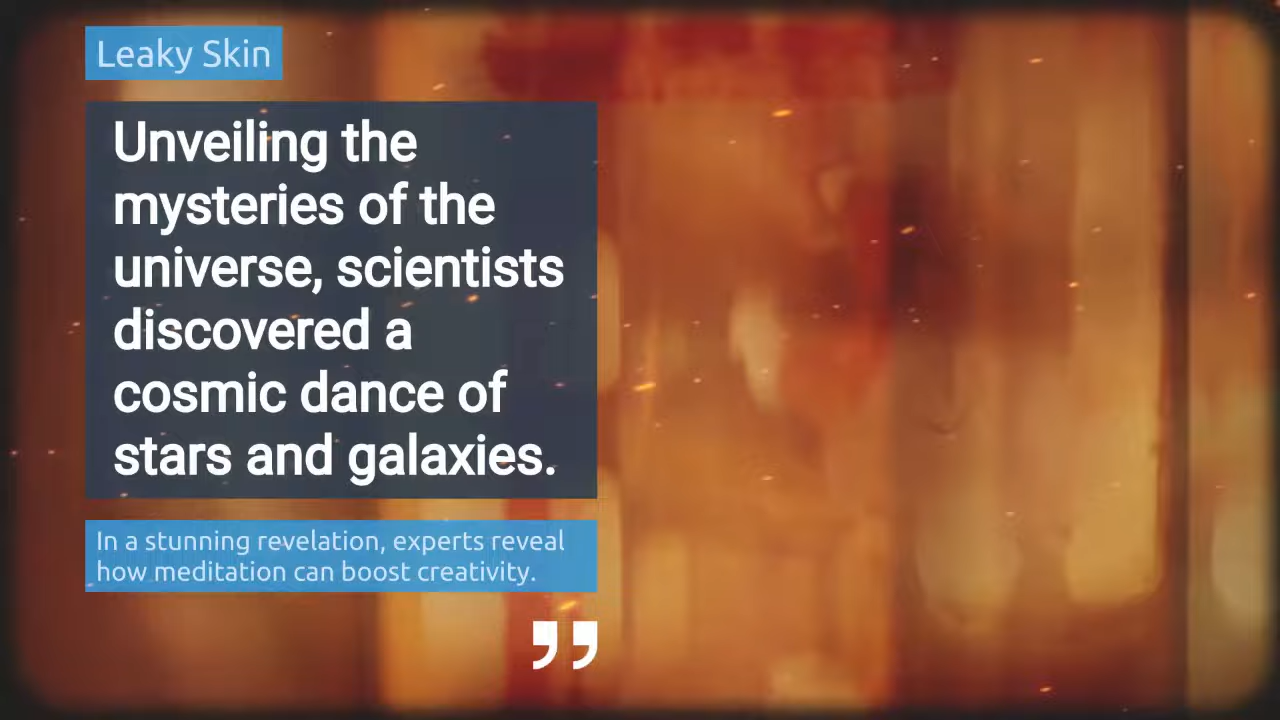 Leaky Skin
Unveiling the
mysteries of the
universe, scientists
discovered a
cosmic dance of
stars and galaxies.
In a stunning revelation, experts reveal
how meditation can boost creativity.
”